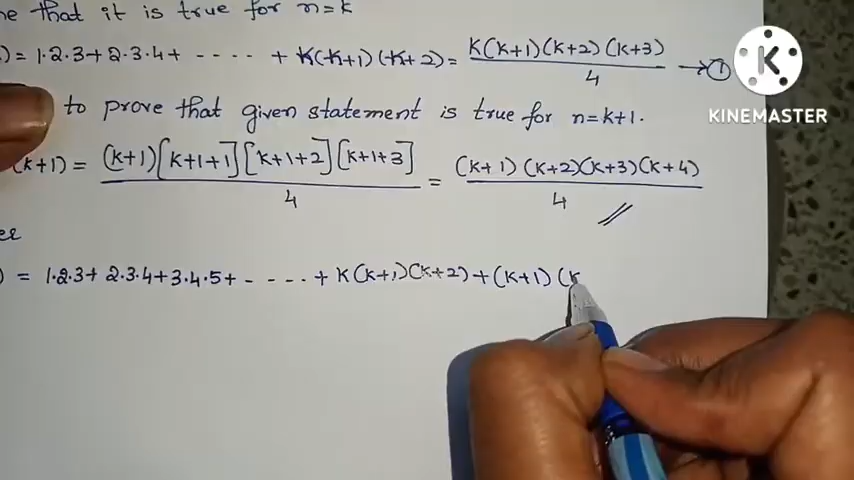 that it is true for n=k
= 1·2·3+ 2·3·4+ ---- + k(k+1)(k+2)= k(k+1)(k+2)(k+3)/4 →①
to prove that given statement is true for n=k+1.
(k+1) = (k+1)[k+1+1][k+1+2][k+1+3]/4 = (k+1)(k+2)(k+3)(k+4)/4 //
= 1·2·3+ 2·3·4+3·4·5+ ----- + k(k+1)(k+2)+(k+1)(k
K
KINEMASTER